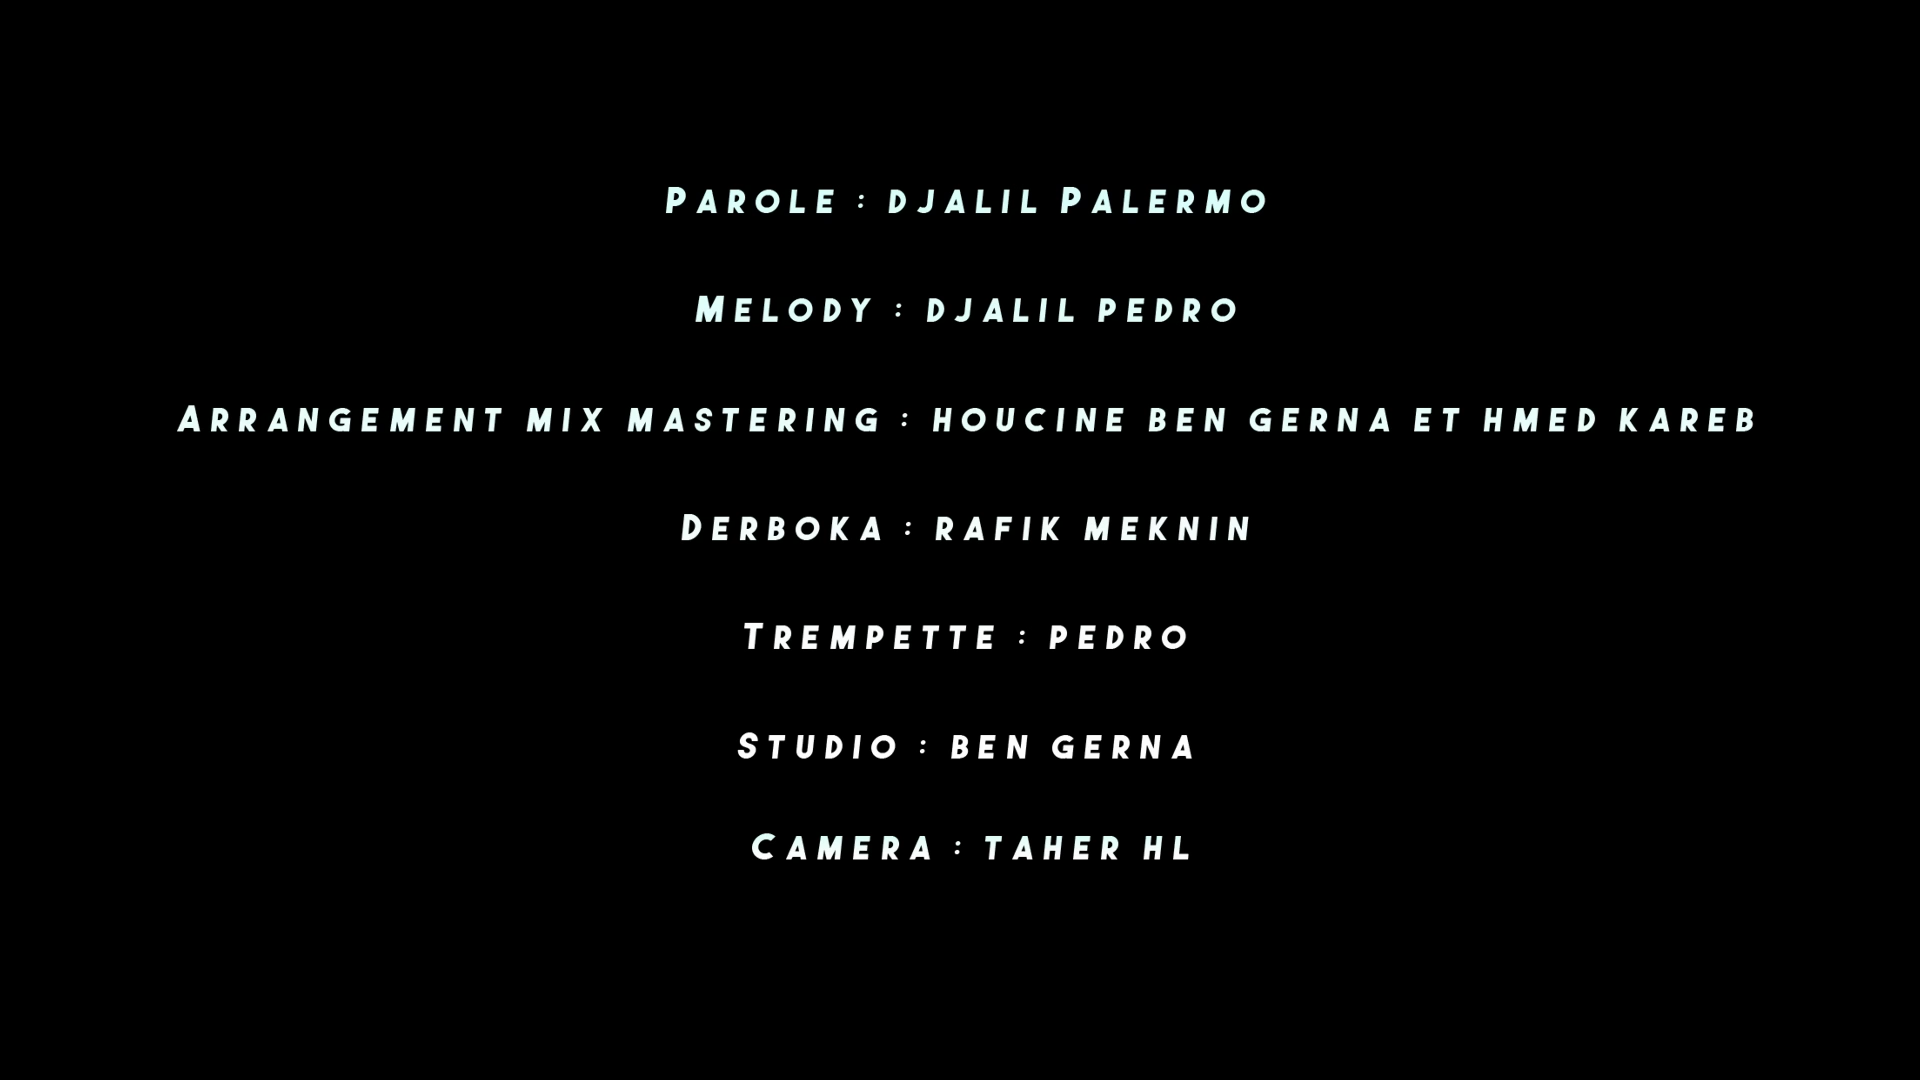 Parole : djalil Palermo
Melody : djalil pedro
Arrangement mix mastering : houcine ben gerna et hmed kareb
Derboka : rafik meknin
Trempette : pedro
Studio : ben gerna
Camera : taher hl